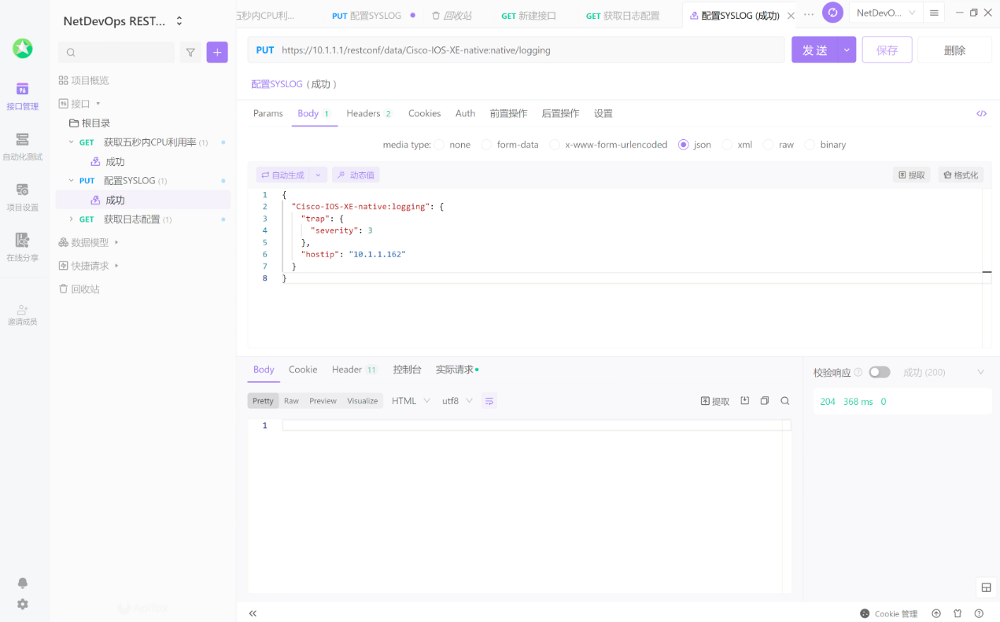 NetDevOps REST...
五秒内CPU利...
PUT 配置SYSLOG
回收站
GET 新建接口
GET 获取日志配置
配置SYSLOG (成功)
NetDevO...
PUT https://10.1.1.1/restconf/data/Cisco-IOS-XE-native:native/logging
发 送
保存
删除
接口管理
自动化测试
项目设置
在线分享
邀请成员
项目概览
接口
根目录
GET 获取五秒内CPU利用率 (1)
成功
PUT 配置SYSLOG (1)
成功
GET 获取日志配置 (1)
数据模型
快捷请求
回收站
配置SYSLOG（成功）
Params Body 1 Headers 2 Cookies Auth 前置操作 后置操作 设置
media type: none form-data x-www-form-urlencoded json xml raw binary
自动生成 动态值 提取 格式化
1 {
2 "Cisco-IOS-XE-native:logging": {
3 "trap": {
4 "severity": 3
5 },
6 "hostip": "10.1.1.162"
7 }
8 }
Body Cookie Header 11 控制台 实际请求
校验响应 成功 (200)
Pretty Raw Preview Visualize HTML utf8 提取
204 368 ms 0
1
Cookie 管理